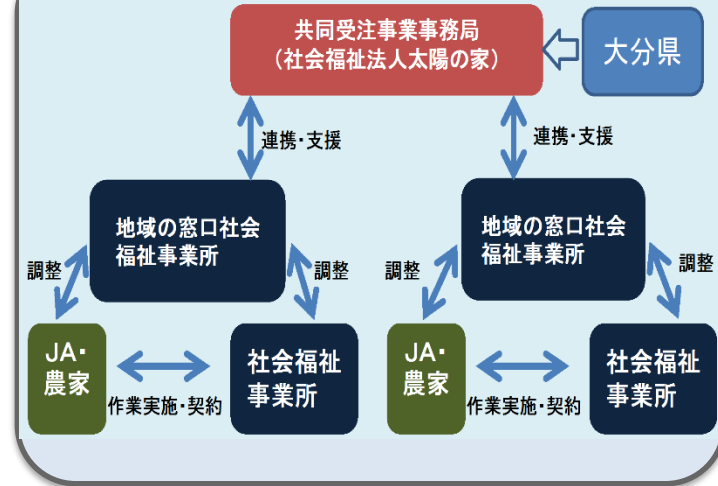 共同受注事業事務局
（社会福祉法人太陽の家）
大分県
連携・支援
連携・支援
地域の窓口社会
福祉事業所
地域の窓口社会
福祉事業所
調整
調整
調整
調整
JA・
農家
作業実施・契約
社会福祉
事業所
JA・
農家
作業実施・契約
社会福祉
事業所